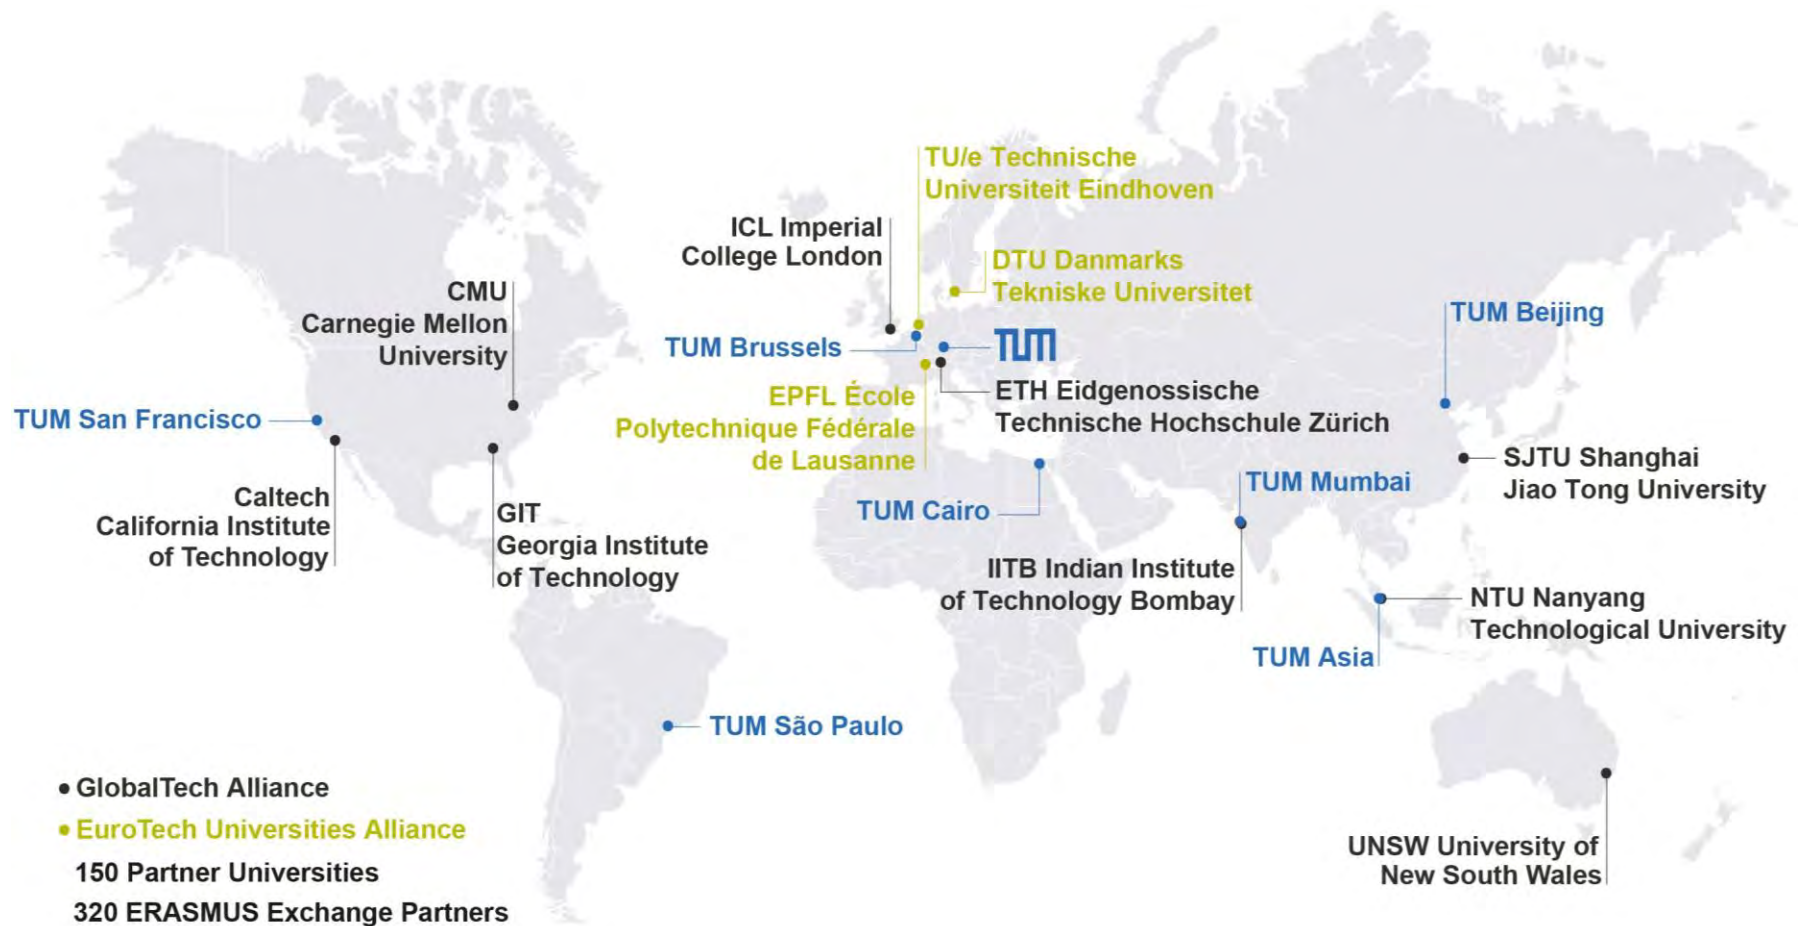 TU/e Technische
Universiteit Eindhoven
ICL Imperial
College London
DTU Danmarks
Tekniske Universitet
CMU
Carnegie Mellon
University
TUM Beijing
TUM Brussels
TUM
EPFL École
Polytechnique Fédérale
de Lausanne
ETH Eidgenossische
Technische Hochschule Zürich
TUM San Francisco
SJTU Shanghai
Jiao Tong University
TUM Mumbai
Caltech
California Institute
of Technology
GIT
Georgia Institute
of Technology
TUM Cairo
IITB Indian Institute
of Technology Bombay
NTU Nanyang
Technological University
TUM Asia
TUM São Paulo
GlobalTech Alliance
EuroTech Universities Alliance
150 Partner Universities
320 ERASMUS Exchange Partners
UNSW University of
New South Wales